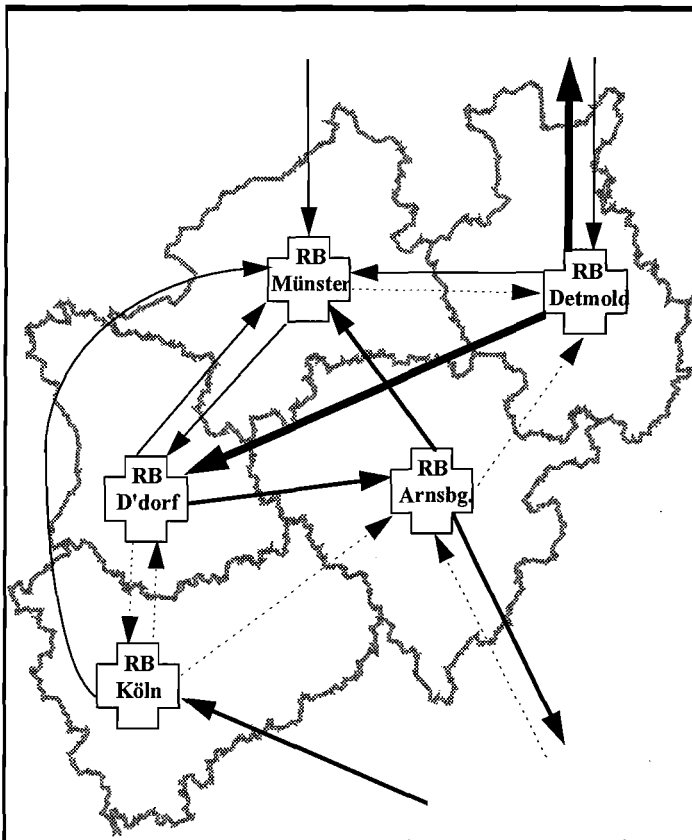 RB
Münster
RB
Detmold
RB
D'dorf
RB
Arnsbg.
RB
Köln